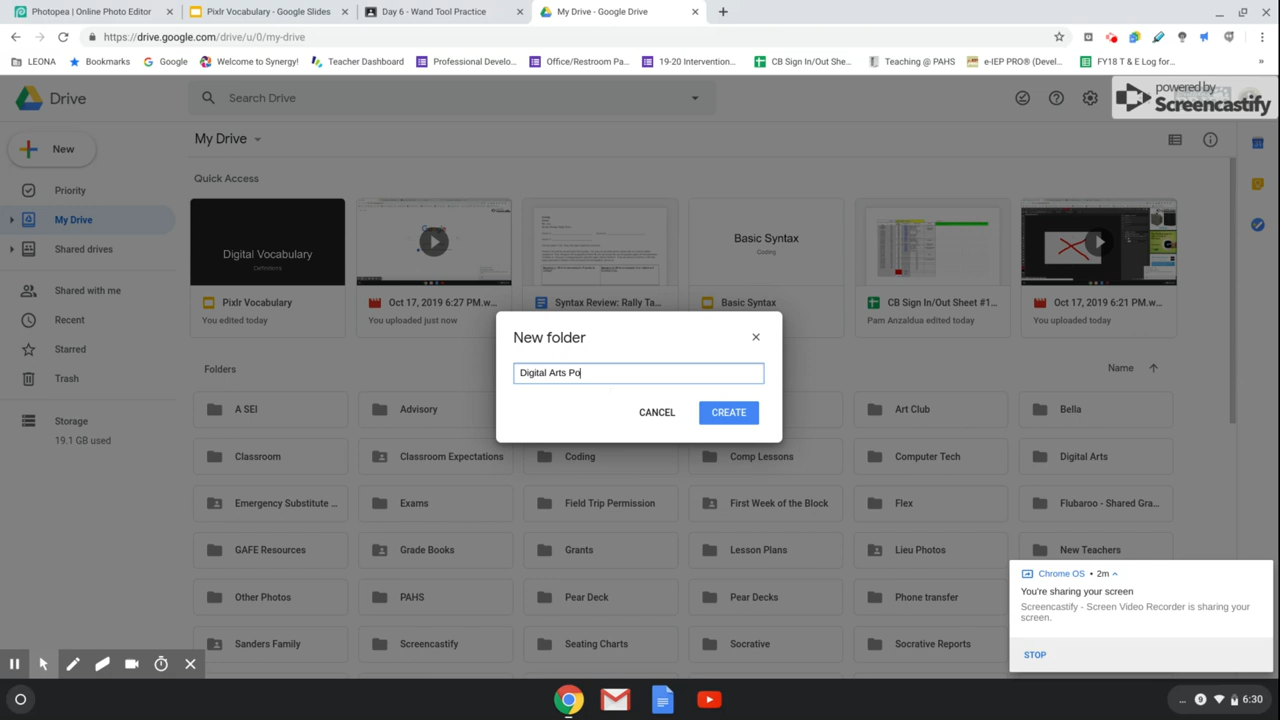 Photopea | Online Photo Editor
Pixlr Vocabulary - Google Slides
Day 6 - Wand Tool Practice
My Drive - Google Drive
https://drive.google.com/drive/u/0/my-drive
LEONA
Bookmarks
Google
Welcome to Synergy!
Teacher Dashboard
Professional Develo...
Office/Restroom Pa...
19-20 Intervention...
CB Sign In/Out She...
Teaching @ PAHS
e-IEP PRO® (Devel...
FY18 T & E Log for...
»
Drive
Search Drive
powered by
Screencastify
New
My Drive
Priority
My Drive
Shared drives
Shared with me
Recent
Starred
Trash
Storage
19.1 GB used
Quick Access
Digital Vocabulary
Definitions
Basic Syntax
Coding
Pixlr Vocabulary
You edited today
Oct 17, 2019 6:27 PM.w...
You uploaded just now
Syntax Review: Rally Ta...
Basic Syntax
CB Sign In/Out Sheet #1...
Pam Anzaldua edited today
Oct 17, 2019 6:21 PM.w...
You uploaded today
New folder
Digital Arts Po
CANCEL
CREATE
Folders
Name
A SEI
Advisory
Art Club
Bella
Classroom
Classroom Expectations
Coding
Comp Lessons
Computer Tech
Digital Arts
Emergency Substitute ...
Exams
Field Trip Permission
First Week of the Block
Flex
Flubaroo - Shared Gra...
GAFE Resources
Grade Books
Grants
Lesson Plans
Lieu Photos
New Teachers
Other Photos
PAHS
Pear Deck
Pear Decks
Phone transfer
Sanders Family
Screencastify
Seating Charts
Socrative
Socrative Reports
Chrome OS • 2m
You're sharing your screen
Screencastify - Screen Video Recorder is sharing your
screen.
STOP
... 9 6:30